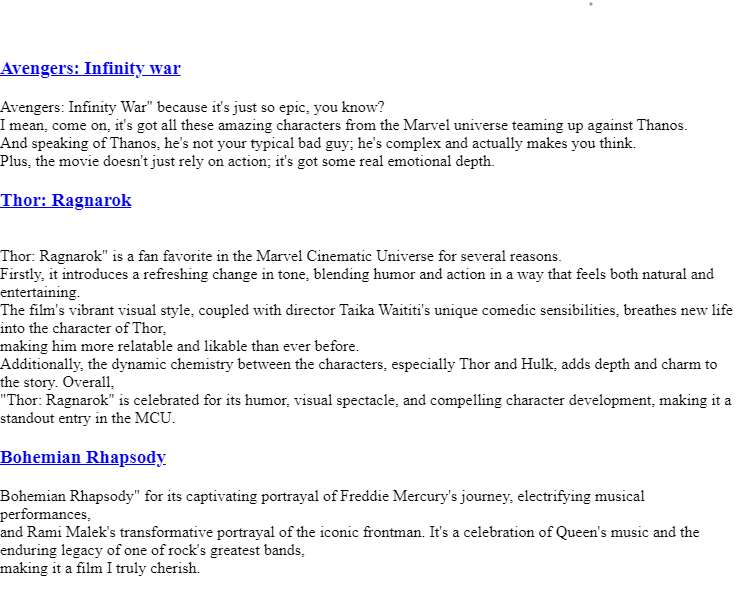 Avengers: Infinity war
Avengers: Infinity War" because it's just so epic, you know?
I mean, come on, it's got all these amazing characters from the Marvel universe teaming up against Thanos.
And speaking of Thanos, he's not your typical bad guy; he's complex and actually makes you think.
Plus, the movie doesn't just rely on action; it's got some real emotional depth.
Thor: Ragnarok
Thor: Ragnarok" is a fan favorite in the Marvel Cinematic Universe for several reasons.
Firstly, it introduces a refreshing change in tone, blending humor and action in a way that feels both natural and
entertaining.
The film's vibrant visual style, coupled with director Taika Waititi's unique comedic sensibilities, breathes new life
into the character of Thor,
making him more relatable and likable than ever before.
Additionally, the dynamic chemistry between the characters, especially Thor and Hulk, adds depth and charm to
the story. Overall,
"Thor: Ragnarok" is celebrated for its humor, visual spectacle, and compelling character development, making it a
standout entry in the MCU.
Bohemian Rhapsody
Bohemian Rhapsody" for its captivating portrayal of Freddie Mercury's journey, electrifying musical
performances,
and Rami Malek's transformative portrayal of the iconic frontman. It's a celebration of Queen's music and the
enduring legacy of one of rock's greatest bands,
making it a film I truly cherish.